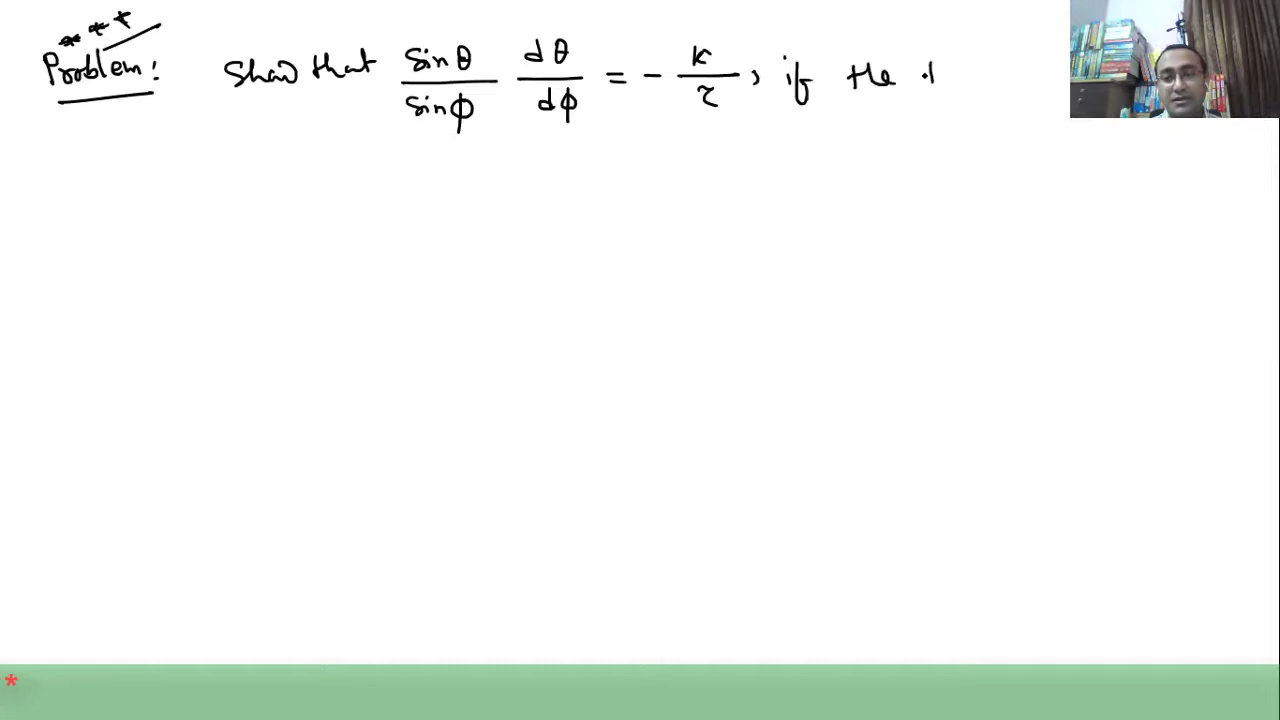 Problem: Show that sinθ/sinϕ dθ/dϕ = - κ/τ, if the